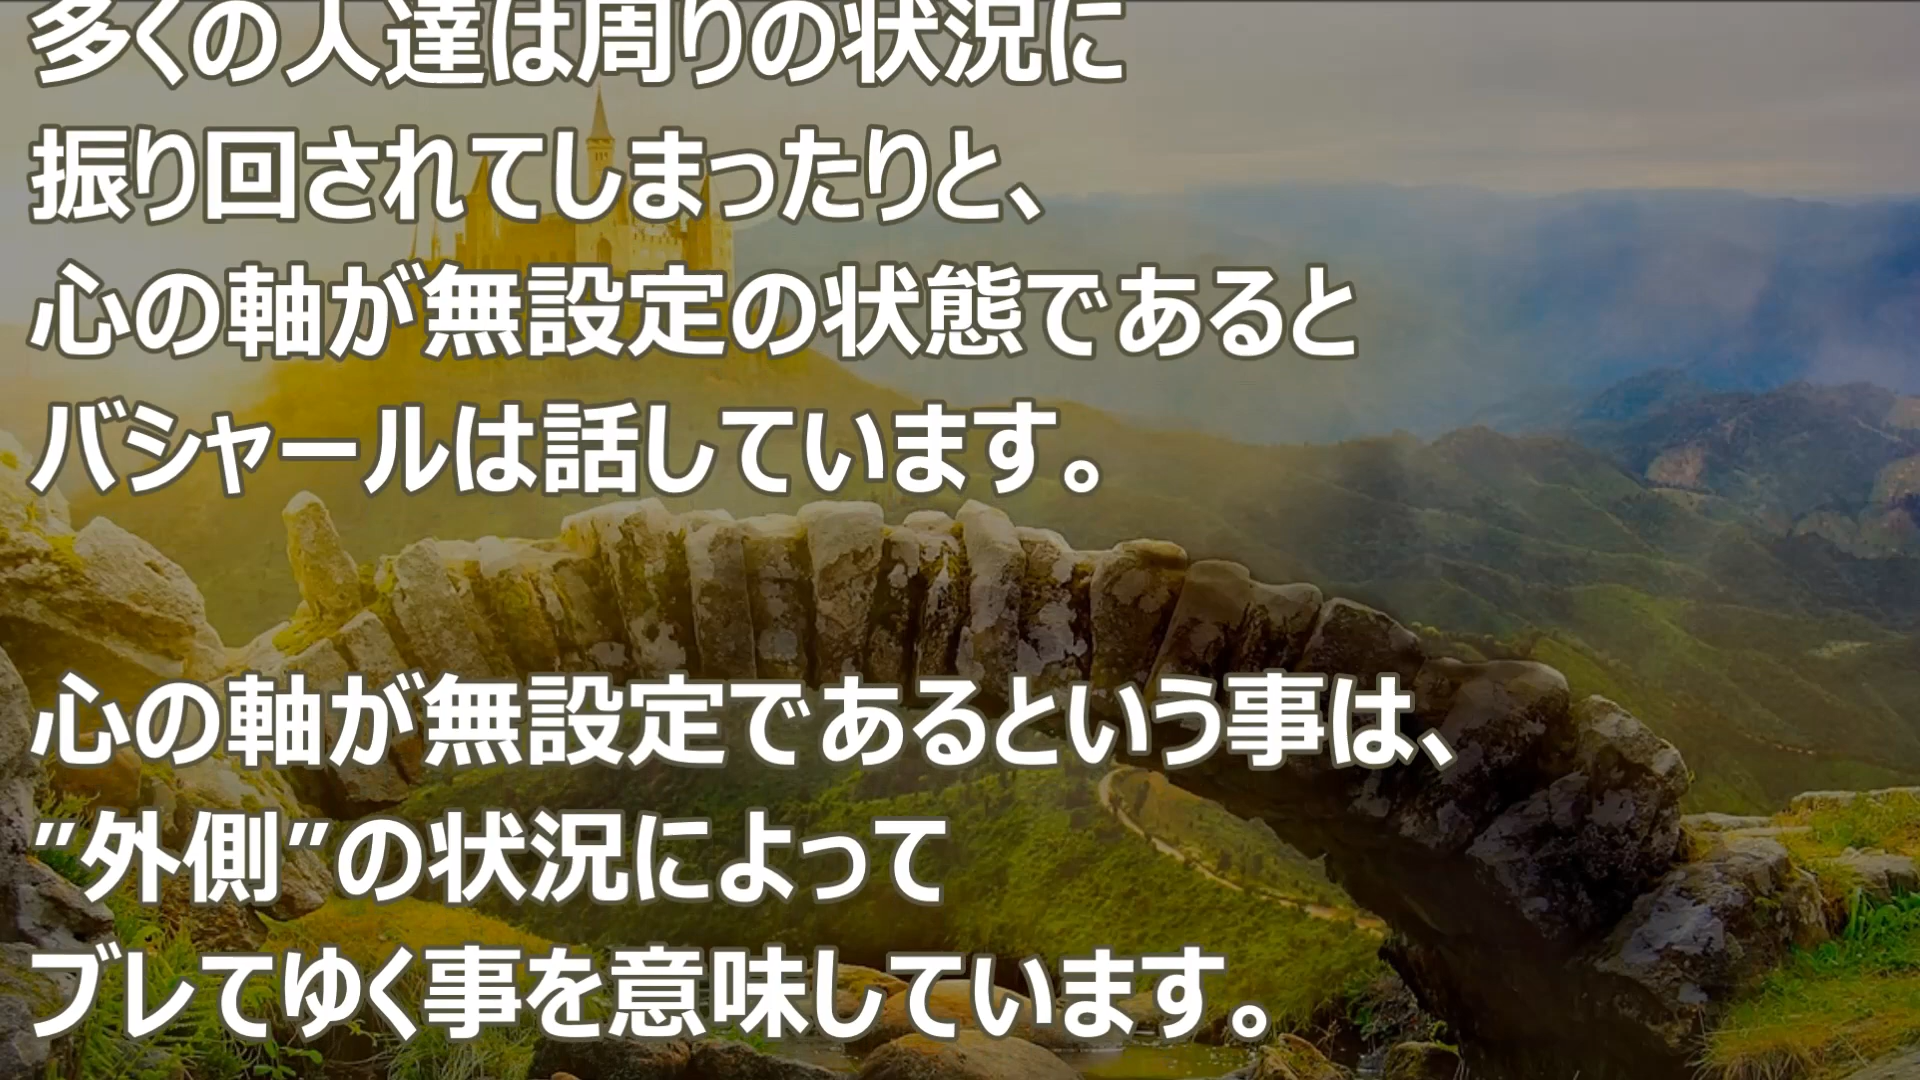 多くの人達は周りの状況に
振り回されてしまったりと、
心の軸が無設定の状態であると
バシャールは話しています。
心の軸が無設定であるという事は、
"外側"の状況によって
ブレてゆく事を意味しています。